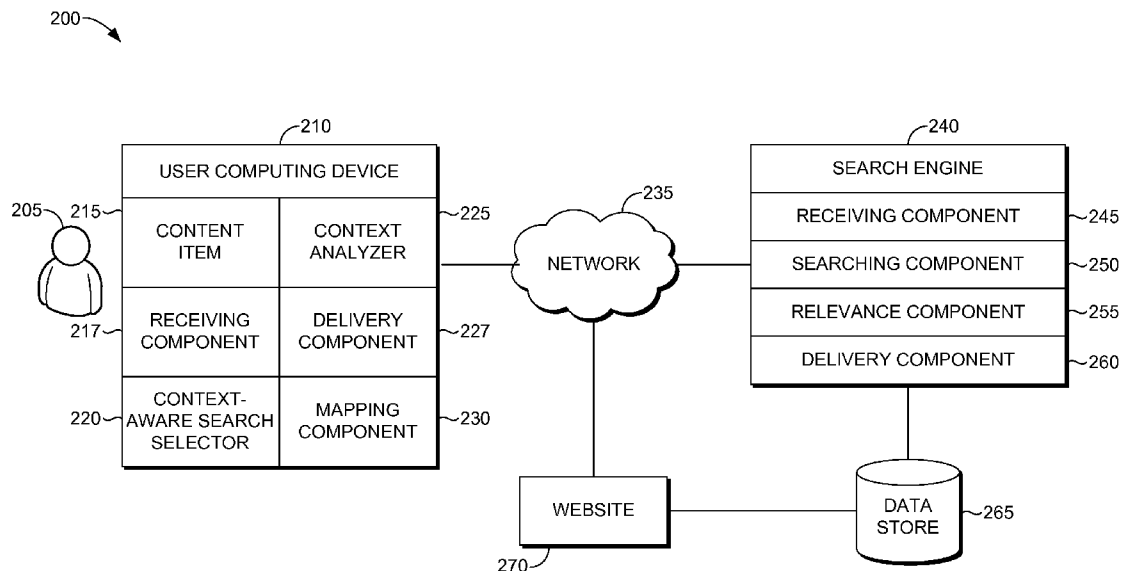 200
210
USER COMPUTING DEVICE
205
215
CONTENT
ITEM
CONTEXT
ANALYZER
225
217
RECEIVING
COMPONENT
DELIVERY
COMPONENT
227
220
CONTEXT-
AWARE SEARCH
SELECTOR
MAPPING
COMPONENT
230
235
NETWORK
240
SEARCH ENGINE
RECEIVING COMPONENT
245
SEARCHING COMPONENT
250
RELEVANCE COMPONENT
255
DELIVERY COMPONENT
260
WEBSITE
270
DATA
STORE
265